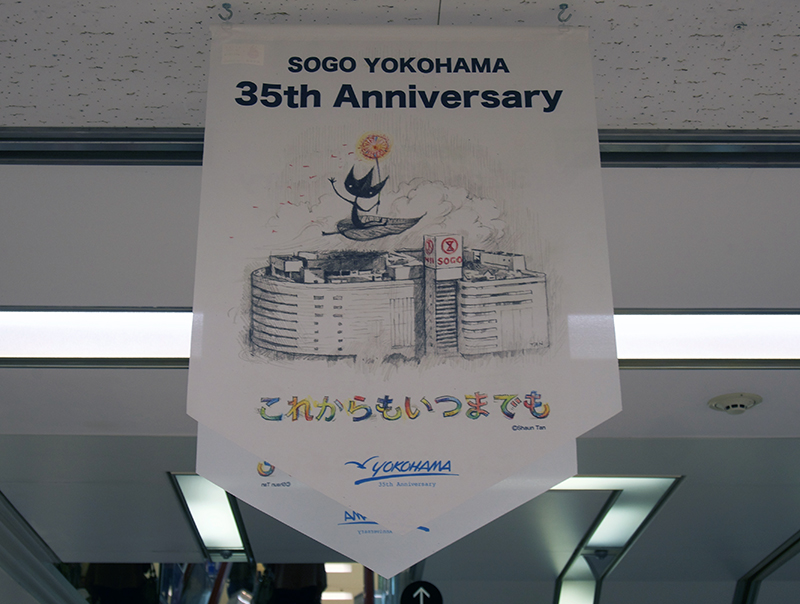 SOGO YOKOHAMA
35th Anniversary
SOGO
これからもいつまでも
©Shaun Tan
YOKOHAMA
35th Anniversary